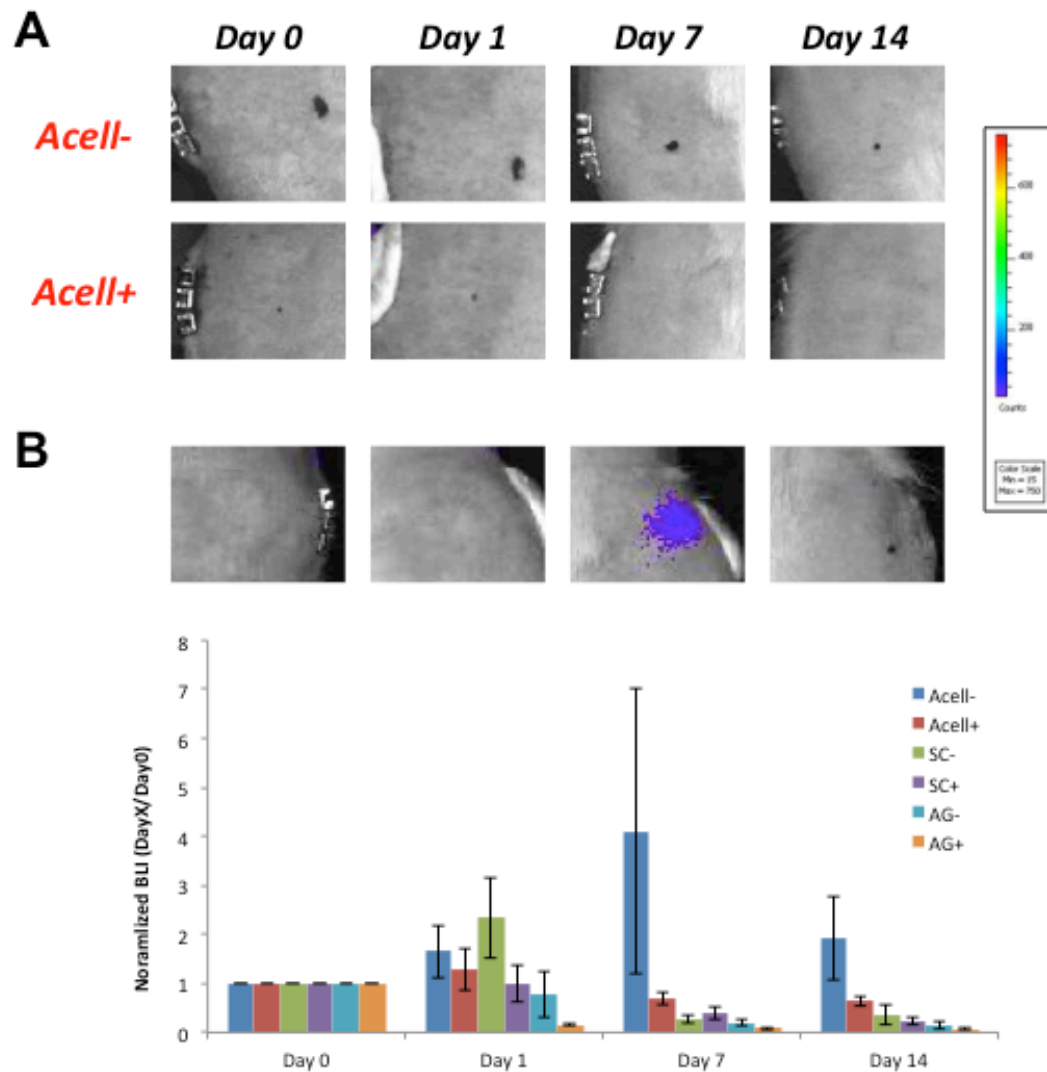 A
Day 0 Day 1 Day 7 Day 14
Acell-
Acell+
600
400
200
Counts
Color Scale
Min = 15
Max = 750
B
8
7
6
5
4
3
2
1
0
Noramlized BLI (DayX/Day0)
Acell-
Acell+
SC-
SC+
AG-
AG+
Day 0 Day 1 Day 7 Day 14